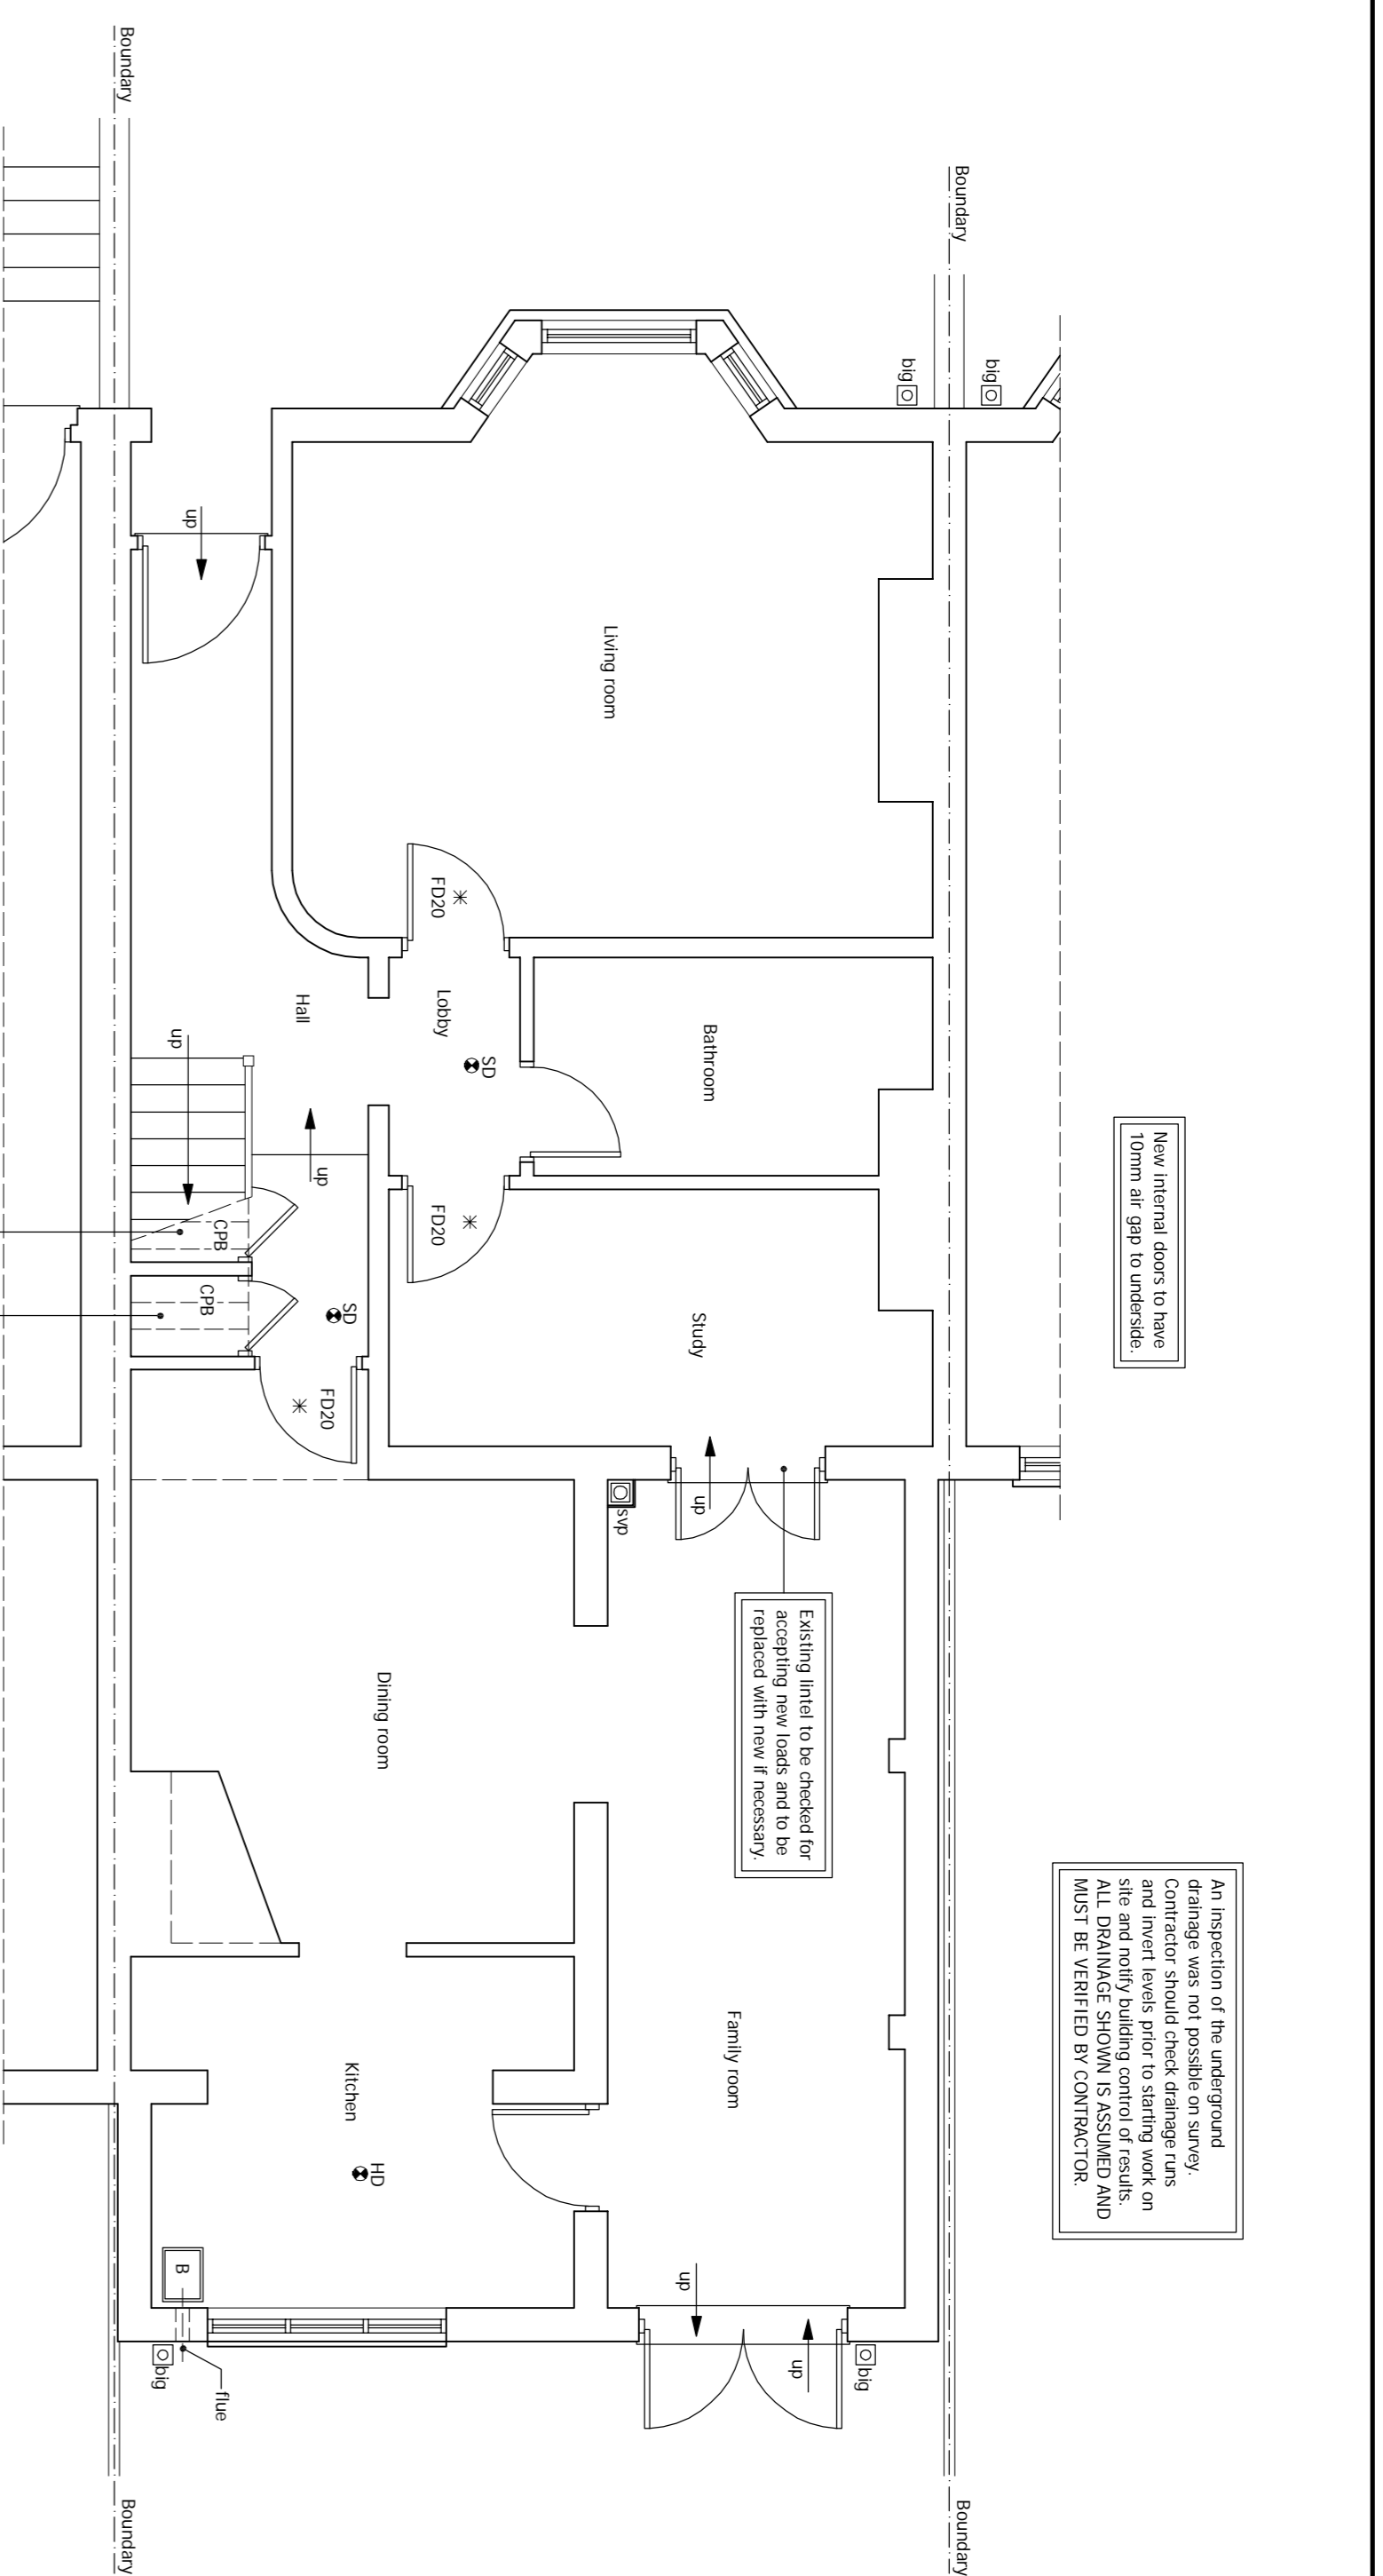 Boundary
Boundary
big
big
up
Living room
FD20
Hall
Lobby
SD
Bathroom
up
up
CPB
CPB
SD
FD20
FD20
Study
New internal doors to have
10mm air gap to underside.
svp
up
Existing lintel to be checked for
accepting new loads and to be
replaced with new if necessary.
Dining room
An inspection of the underground
drainage was not possible on survey.
Contractor should check drainage runs
and invert levels prior to starting work on
site and notify building control of results.
ALL DRAINAGE SHOWN IS ASSUMED AND
MUST BE VERIFIED BY CONTRACTOR.
Family room
Kitchen
HD
B
up
up
big
big
flue
Boundary
Boundary